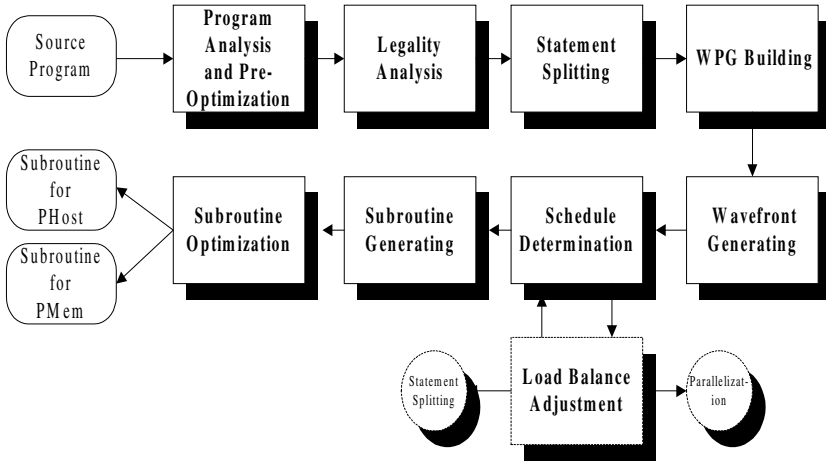 Source
Program
Program
Analysis
and Pre-
Optimization
Legality
Analysis
Statement
Splitting
WPG Building
Subroutine
for
PHost
Subroutine
for
PMem
Subroutine
Optimization
Subroutine
Generating
Schedule
Determination
Wavefront
Generating
Statement
Splitting
Load Balance
Adjustment
Parallelizat-
ion